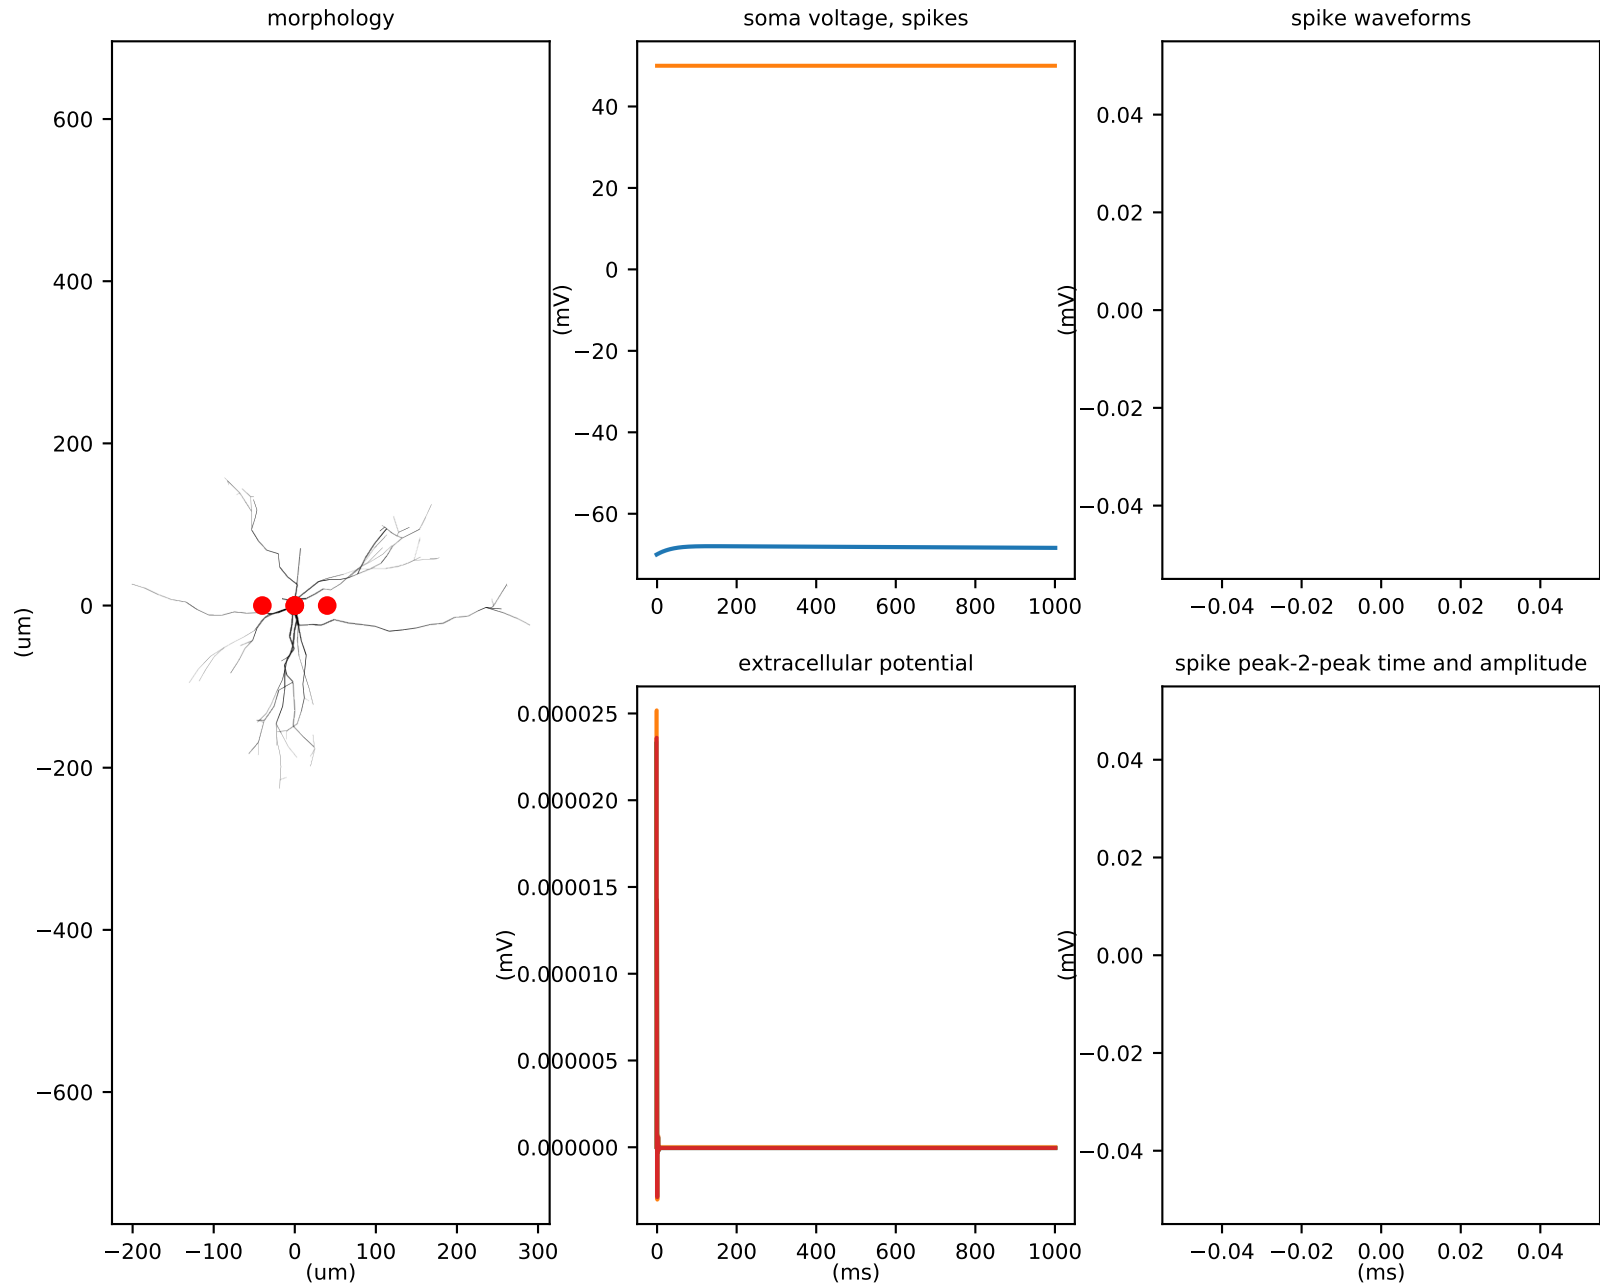 morphology
600
400
200
0
−200
−400
−600
(um)
−200 −100 0 100 200 300
(um)
soma voltage, spikes
40
20
0
−20
−40
−60
(mV)
0 200 400 600 800 1000
spike waveforms
0.04
0.02
0.00
−0.02
−0.04
(mV)
−0.04 −0.02 0.00 0.02 0.04
extracellular potential
0.000025
0.000020
0.000015
0.000010
0.000005
0.000000
(mV)
0 200 400 600 800 1000
(ms)
spike peak-2-peak time and amplitude
0.04
0.02
0.00
−0.02
−0.04
(mV)
−0.04 −0.02 0.00 0.02 0.04
(ms)